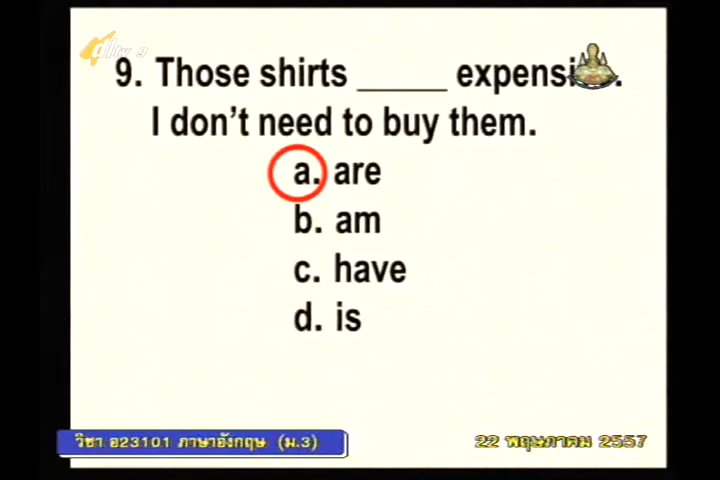 dltv 9
9. Those shirts _____ expensi
I don't need to buy them.
a. are
b. am
c. have
d. is
วิชา อ23101 ภาษาอังกฤษ (ม.3)
22 พฤษภาคม 2557